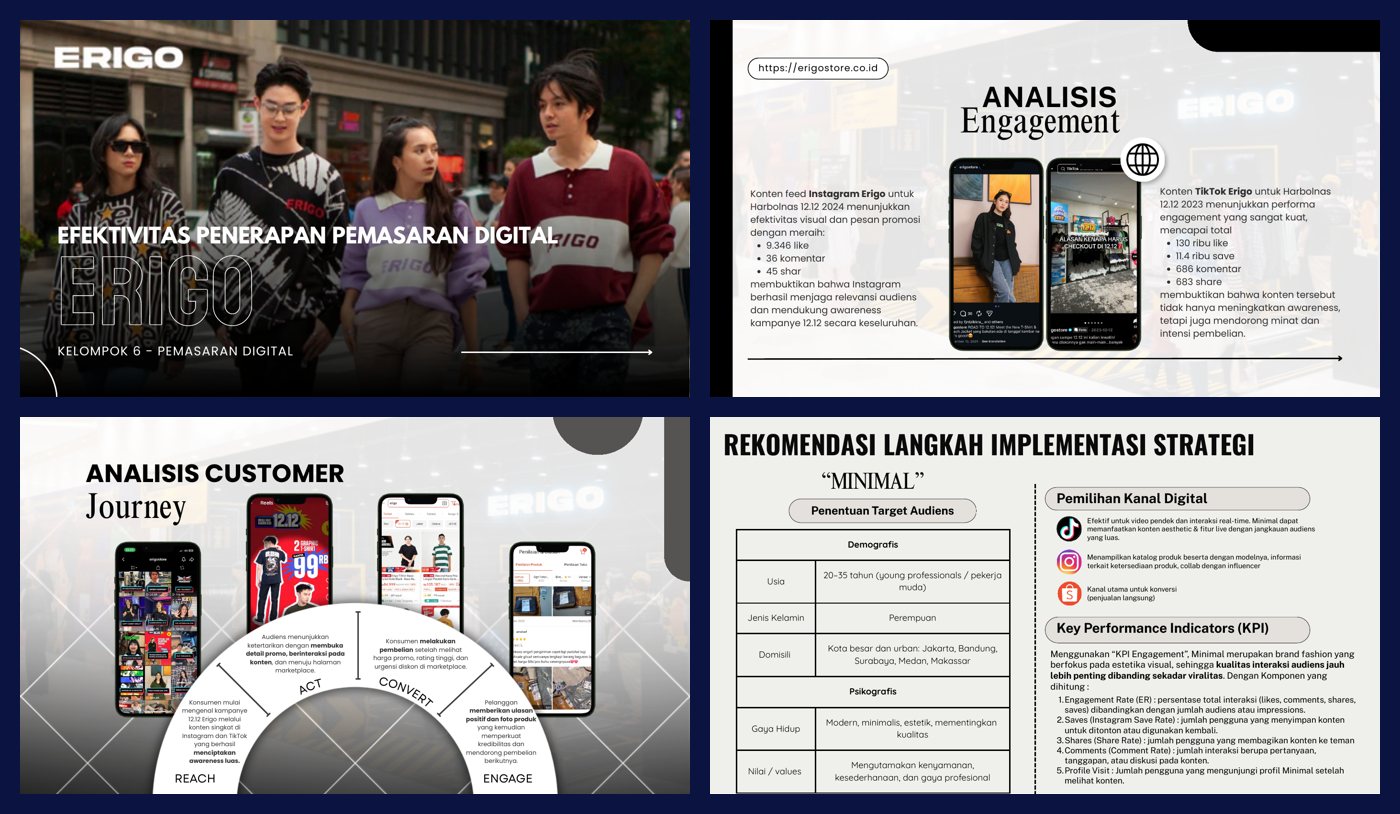 ERIGO
EFEKTIVITAS PENERAPAN PEMASARAN DIGITAL
ERIGO
KELOMPOK 6 - PEMASARAN DIGITAL
https://erigostore.co.id
ANALISIS
Engagement
Konten feed Instagram Erigo untuk
Harbolnas 12.12 2024 menunjukkan
efektivitas visual dan pesan promosi
dengan meraih:
• 9.346 like
• 36 komentar
• 45 shar
membuktikan bahwa Instagram
berhasil menjaga relevansi audiens
dan mendukung awareness
kampanye 12.12 secara keseluruhan.
ALASAN KENAPA HARUS
CHECKOUT DI 12.12
Konten TikTok Erigo untuk Harbolnas
12.12 2023 menunjukkan performa
engagement yang sangat kuat,
mencapai total
• 130 ribu like
• 11.4 ribu save
• 686 komentar
• 683 share
membuktikan bahwa konten tersebut
tidak hanya meningkatkan awareness,
tetapi juga mendorong minat dan
intensi pembelian.
ANALISIS CUSTOMER
Journey
Reels
12.12
99RB
Konsumen mulai
mengenal kampanye
12.12 Erigo melalui
konten singkat di
Instagram dan TikTok
yang berhasil
menciptakan
awareness luas.
REACH
Audiens menunjukkan
ketertarikan dengan membuka
detail promo, berinteraksi pada
konten, dan menuju halaman
marketplace.
ACT
Konsumen melakukan
pembelian setelah melihat
harga promo, rating tinggi, dan
urgensi diskon di marketplace.
CONVERT
Pelanggan
memberikan ulasan
positif dan foto produk
yang kemudian
memperkuat
kredibilitas dan
mendorong pembelian
berikutnya.
ENGAGE
REKOMENDASI LANGKAH IMPLEMENTASI STRATEGI
“MINIMAL”
Penentuan Target Audiens
Demografis
Usia
20–35 tahun (young professionals / pekerja
muda)
Jenis Kelamin
Perempuan
Domisili
Kota besar dan urban: Jakarta, Bandung,
Surabaya, Medan, Makassar
Psikografis
Gaya Hidup
Modern, minimalis, estetik, mementingkan
kualitas
Nilai / values
Mengutamakan kenyamanan,
kesederhanaan, dan gaya profesional
Pemilihan Kanal Digital
Efektif untuk video pendek dan interaksi real-time. Minimal dapat
memanfaatkan konten aesthetic & fitur live dengan jangkauan audiens
yang luas.
Menampilkan katalog produk beserta dengan modelnya, informasi
terkait ketersediaan produk, collab dengan influencer
Kanal utama untuk konversi
(penjualan langsung)
Key Performance Indicators (KPI)
Menggunakan “KPI Engagement”, Minimal merupakan brand fashion yang
berfokus pada estetika visual, sehingga kualitas interaksi audiens jauh
lebih penting dibanding sekadar viralitas. Dengan Komponen yang
dihitung :
1. Engagement Rate (ER) : persentase total interaksi (likes, comments, shares,
saves) dibandingkan dengan jumlah audiens atau impressions.
2. Saves (Instagram Save Rate) : jumlah pengguna yang menyimpan konten
untuk ditonton atau digunakan kembali.
3. Shares (Share Rate) : jumlah pengguna yang membagikan konten ke teman
4. Comments (Comment Rate) : jumlah interaksi berupa pertanyaan,
tanggapan, atau diskusi pada konten.
5. Profile Visit : Jumlah pengguna yang mengunjungi profil Minimal setelah
melihat konten.